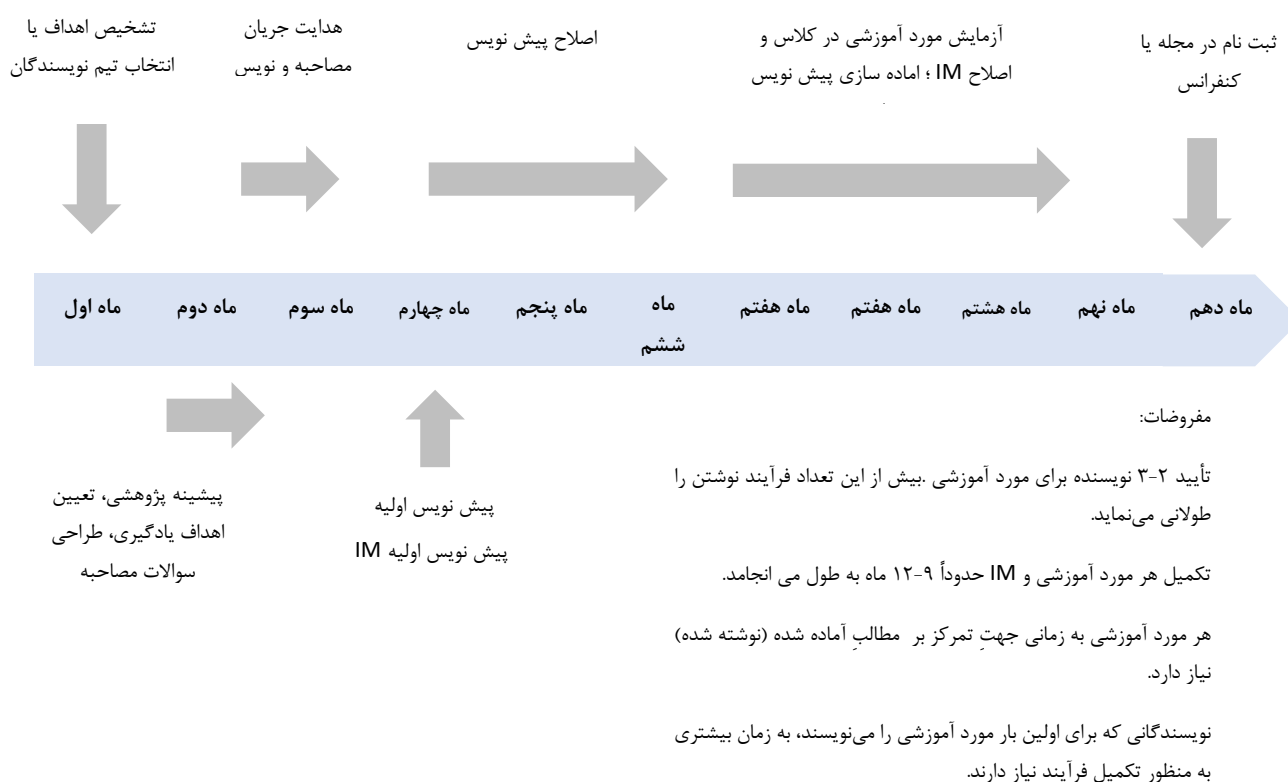 تشخیص اهداف یا
انتخاب تیم نویسندگان
هدایت جریان
مصاحبه و نویس
اصلاح پیش نویس
آزمایش مورد آموزشی در کلاس و
اصلاح IM ؛ اماده سازی پیش نویس
ثبت نام در مجله یا
کنفرانس
ماه اول
ماه دوم
ماه سوم
ماه چهارم
ماه پنجم
ماه
ششم
ماه هفتم
ماه هفتم
ماه هشتم
ماه نهم
ماه دهم
پیشینه پژوهشی، تعیین
اهداف یادگیری، طراحی
سوالات مصاحبه
پیش نویس اولیه
پیش نویس اولیه IM
مفروضات:
تأیید ۲-۳ نویسنده برای مورد آموزشی .بیش از این تعداد فرآیند نوشتن را
طولانی می‌نماید.
تکمیل هر مورد آموزشی و IM حدوداً ۹-۱۲ ماه به طول می انجامد.
هر مورد آموزشی به زمانی جهتِ تمرکز بر مطالبِ آماده شده (نوشته شده)
نیاز دارد.
نویسندگانی که برای اولین بار مورد آموزشی را می‌نویسند، به زمان بیشتری
به منظور تکمیل فرآیند نیاز دارند.